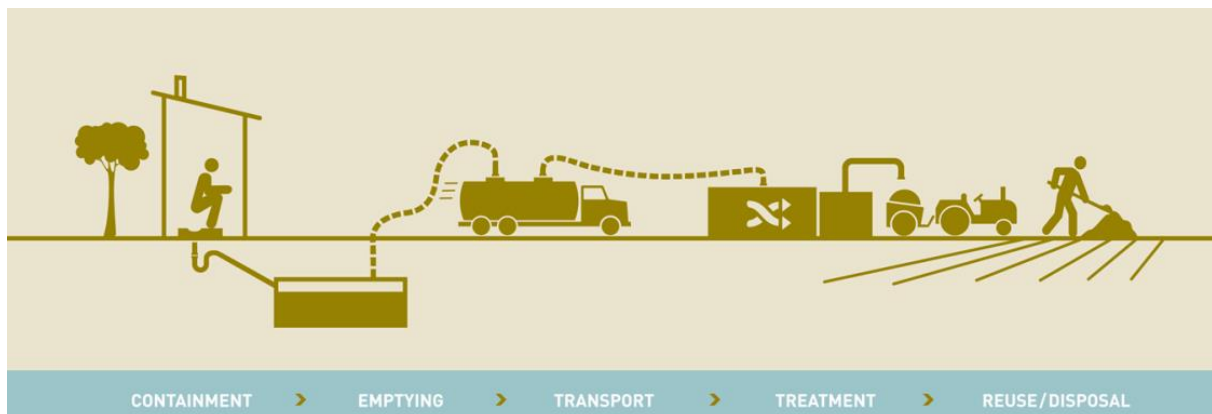 CONTAINMENT > EMPTYING > TRANSPORT > TREATMENT > REUSE/DISPOSAL